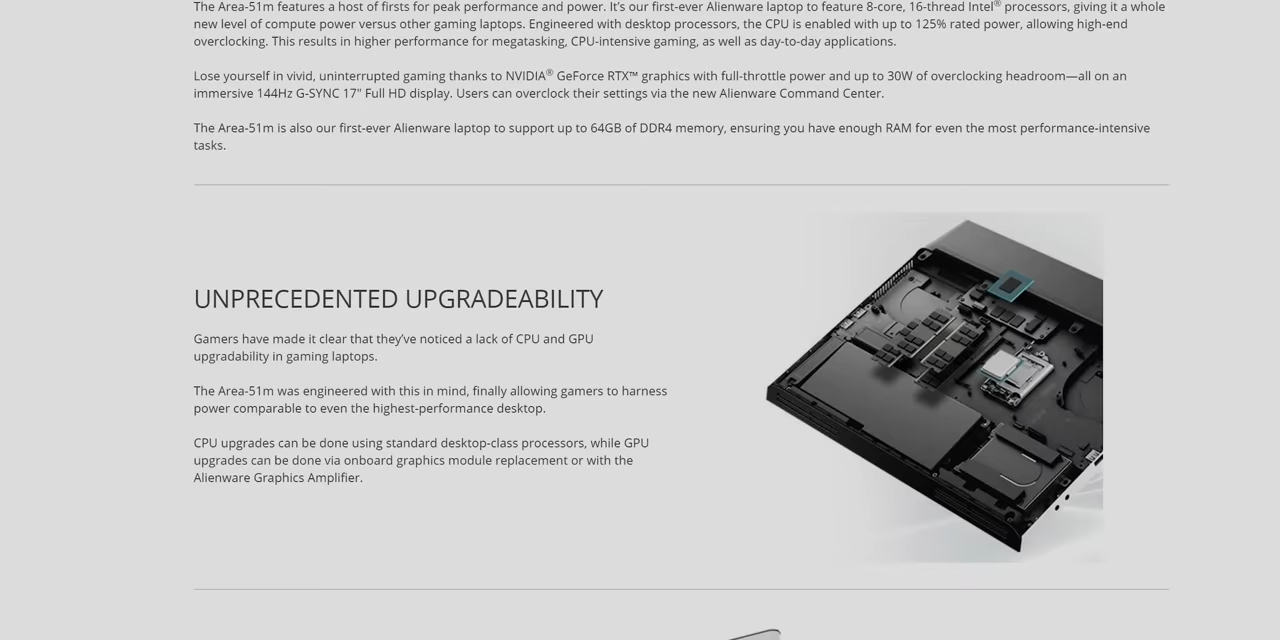 The Area-51m features a host of firsts for peak performance and power. It’s our first-ever Alienware laptop to feature 8-core, 16-thread Intel® processors, giving it a whole
new level of compute power versus other gaming laptops. Engineered with desktop processors, the CPU is enabled with up to 125% rated power, allowing high-end
overclocking. This results in higher performance for megatasking, CPU-intensive gaming, as well as day-to-day applications.
Lose yourself in vivid, uninterrupted gaming thanks to NVIDIA® GeForce RTX™ graphics with full-throttle power and up to 30W of overclocking headroom—all on an
immersive 144Hz G-SYNC 17" Full HD display. Users can overclock their settings via the new Alienware Command Center.
The Area-51m is also our first-ever Alienware laptop to support up to 64GB of DDR4 memory, ensuring you have enough RAM for even the most performance-intensive
tasks.
UNPRECEDENTED UPGRADEABILITY
Gamers have made it clear that they’ve noticed a lack of CPU and GPU
upgradability in gaming laptops.
The Area-51m was engineered with this in mind, finally allowing gamers to harness
power comparable to even the highest-performance desktop.
CPU upgrades can be done using standard desktop-class processors, while GPU
upgrades can be done via onboard graphics module replacement or with the
Alienware Graphics Amplifier.